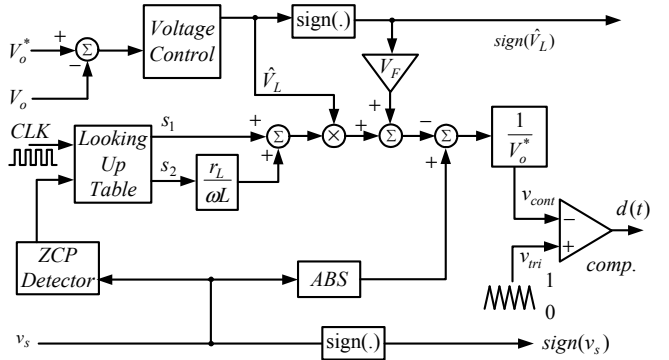 V_o^*
+
Σ
−
V_o
Voltage
Control
sign(.)
sign(V̂_L)
V̂_L
V_F
CLK
Looking
Up
Table
s_1
s_2
r_L
ωL
+
+
Σ
×
+
+
Σ
−
+
Σ
1
V_o^*
v_cont
−
+
d(t)
comp.
v_tri
1
0
ZCP
Detector
ABS
v_s
sign(.)
sign(v_s)